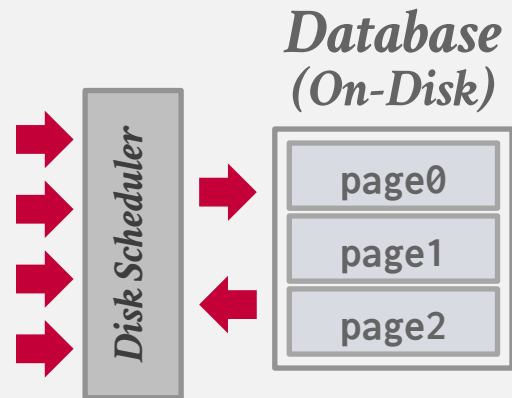 Database
(On-Disk)
Disk Scheduler
page0
page1
page2